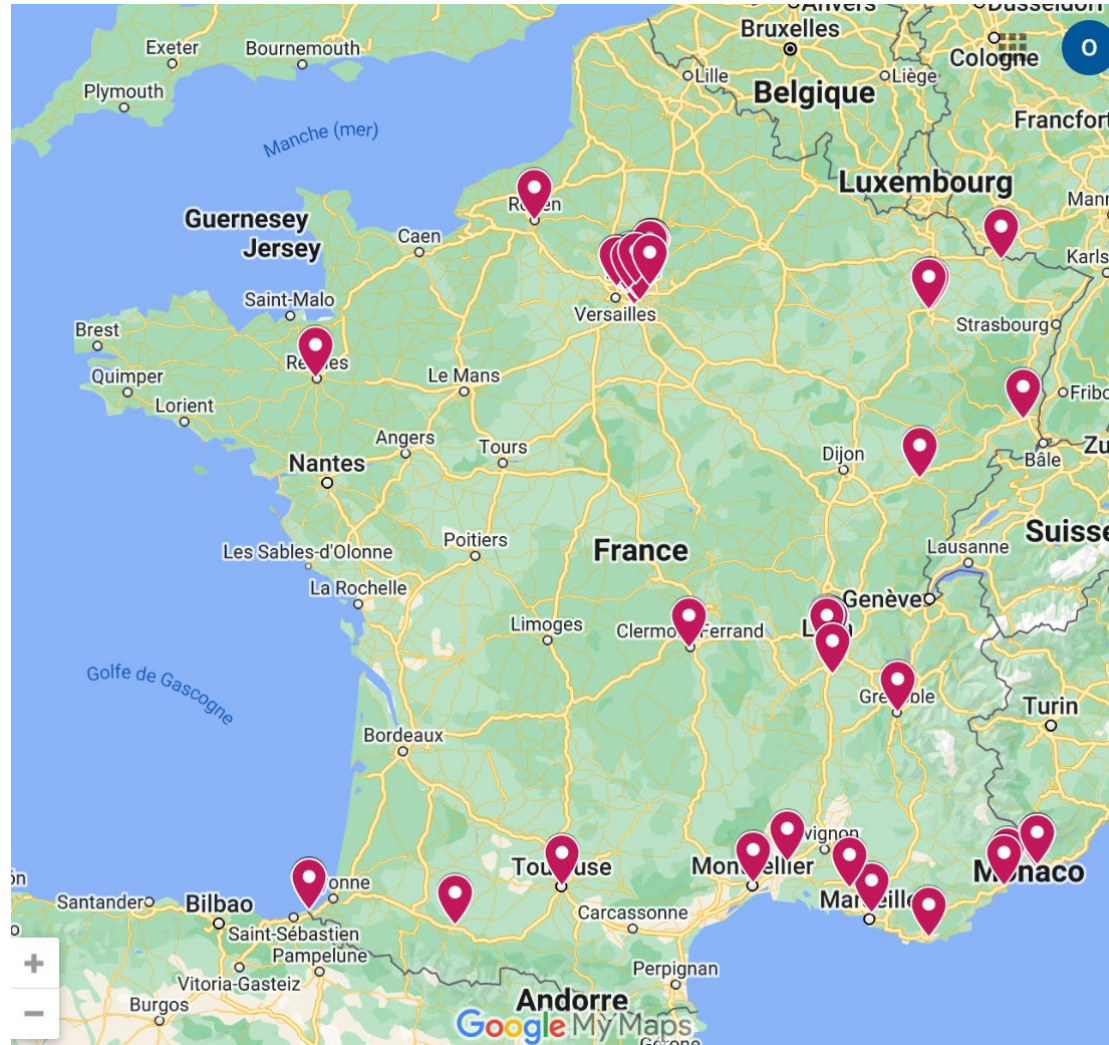 Anvers
Dusseldorf
Bruxelles
Exeter
Bournemouth
Cologne
O
Lille
Liège
Plymouth
Belgique
Francfort
Manche (mer)
Luxembourg
Guernesey
Jersey
Caen
Saint-Malo
Versailles
Strasbourg
Brest
Quimper
Le Mans
Lorient
Angers
Tours
Dijon
Bâle
Nantes
Suisse
Les Sables-d'Olonne
Poitiers
France
Lausanne
La Rochelle
Genève
Limoges
Golfe de Gascogne
Turin
Bordeaux
Monaco
Santander
Bilbao
Saint-Sébastien
Carcassonne
Pampelune
Vitoria-Gasteiz
Perpignan
Burgos
Andorre
Google My Maps
+
−